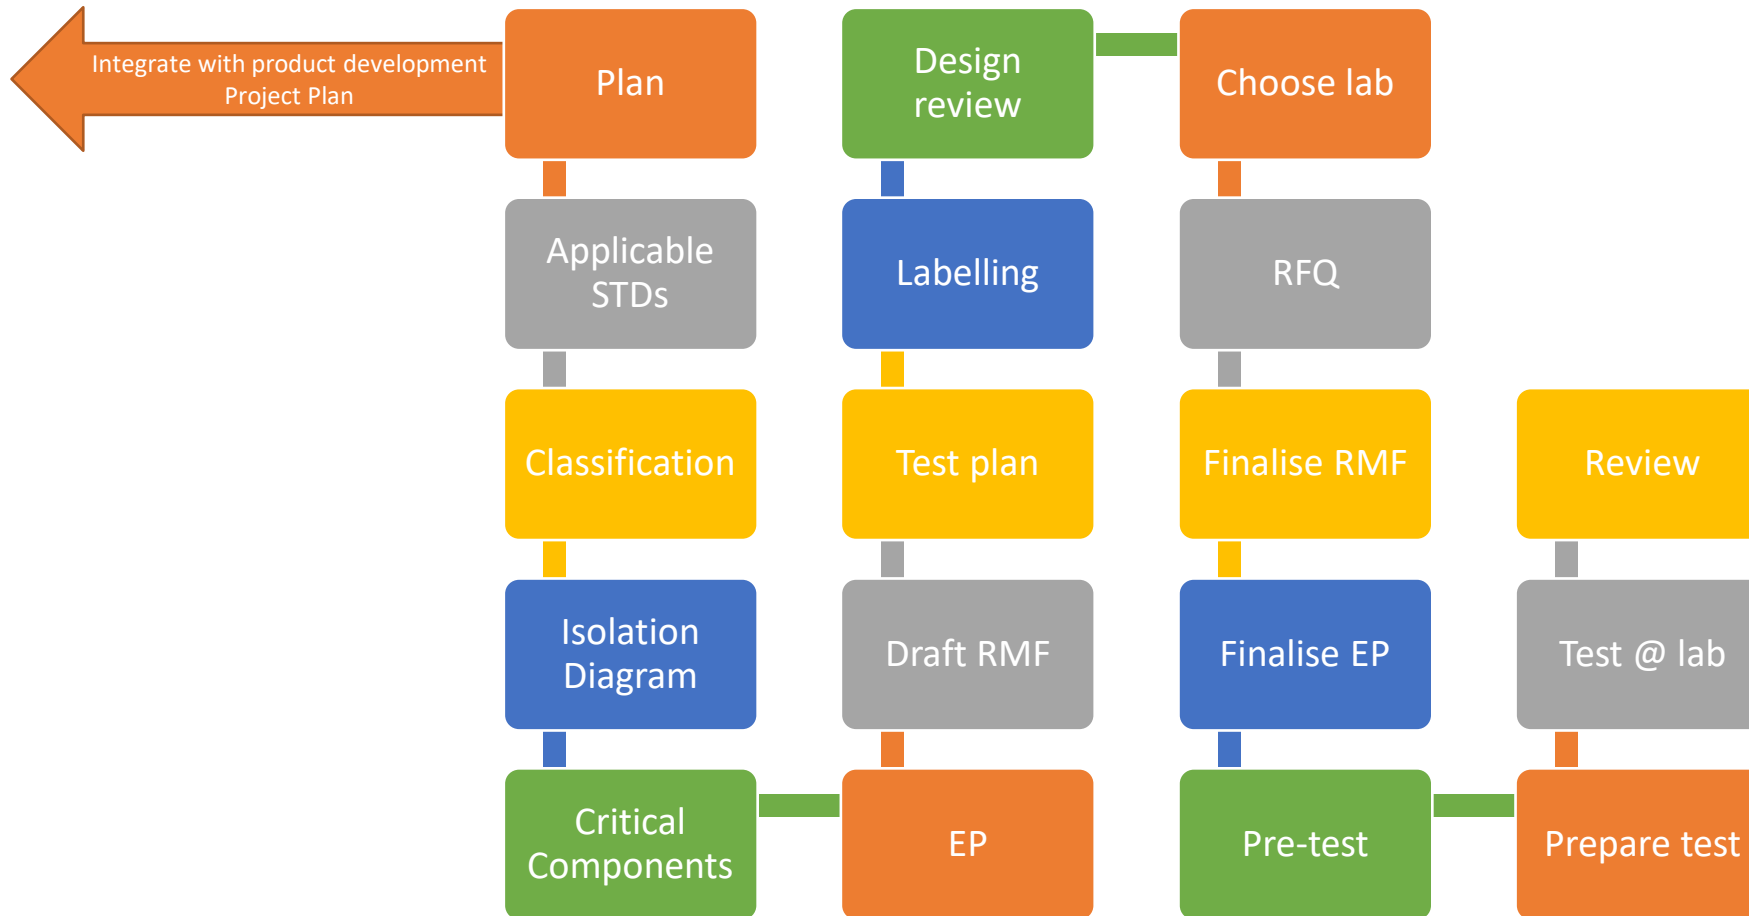 Integrate with product development
Project Plan
Plan
Applicable
STDs
Classification
Isolation
Diagram
Critical
Components
EP
Draft RMF
Test plan
Labelling
Design
review
Choose lab
RFQ
Finalise RMF
Finalise EP
Pre-test
Prepare test
Test @ lab
Review